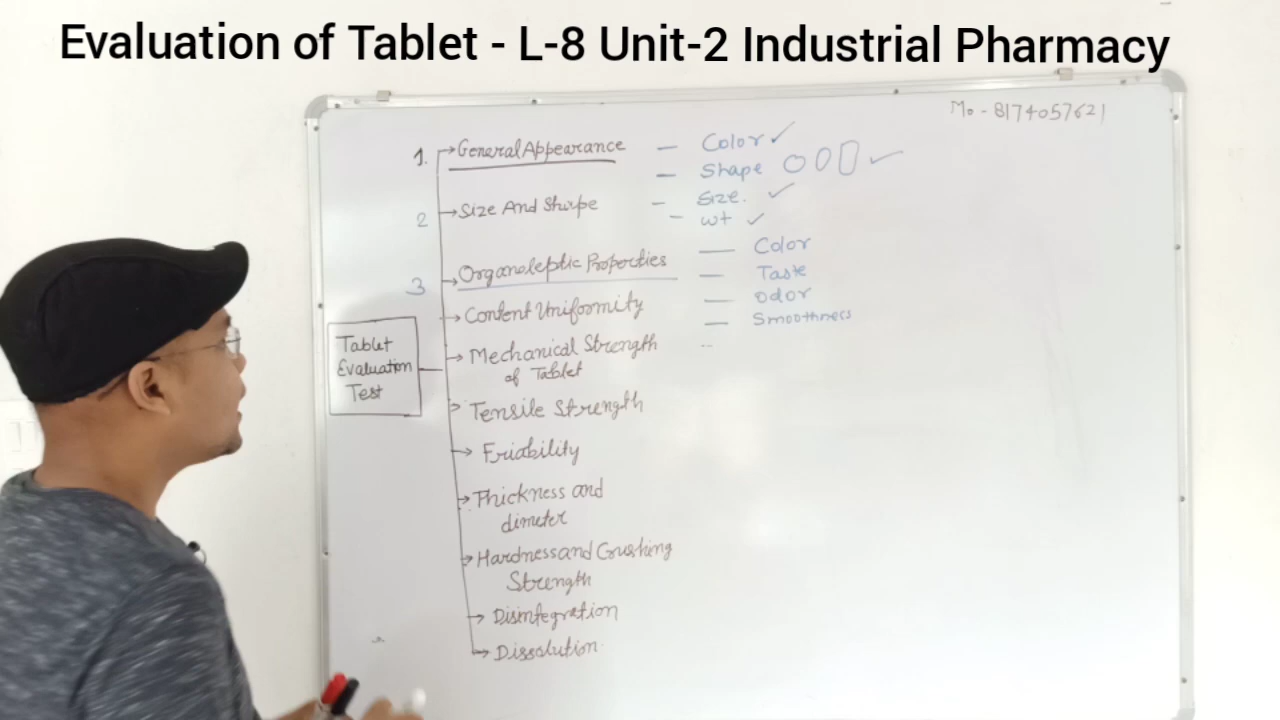 Evaluation of Tablet - L-8 Unit-2 Industrial Pharmacy
Mo - 8174057621
1. General Appearance - Color ✓
- Shape ✓
2 Size And Shape - Size. ✓
- wt ✓
3 Organoleptic Properties — Color
— Taste
— odor
— Smoothness
Content Uniformity
Mechanical Strength
of Tablet
Tablet
Evaluation
Test
Tensile Strength
Friability
Thickness and
dimeter
Hardness and Crushing
Strength
Disintegration
Dissolution